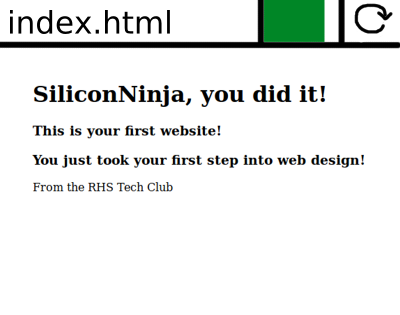 index.html
SiliconNinja, you did it!
This is your first website!
You just took your first step into web design!
From the RHS Tech Club